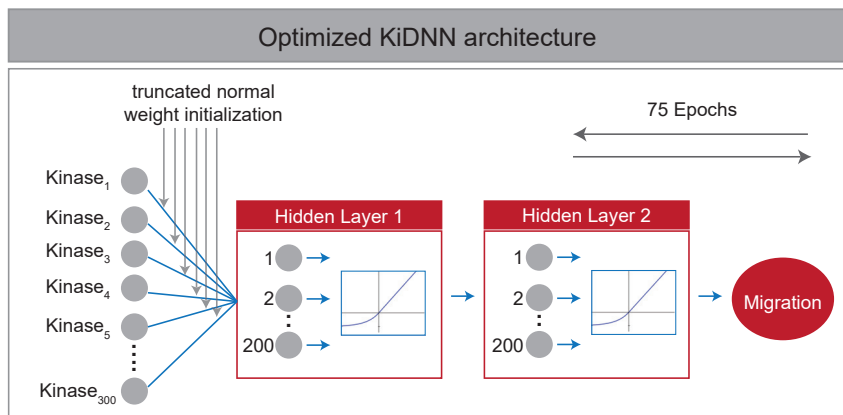 Optimized KiDNN architecture
truncated normal
weight initialization
75 Epochs
Kinase1
Kinase2
Kinase3
Kinase4
Kinase5
Kinase300
Hidden Layer 1
1
2
200
Hidden Layer 2
1
2
200
Migration